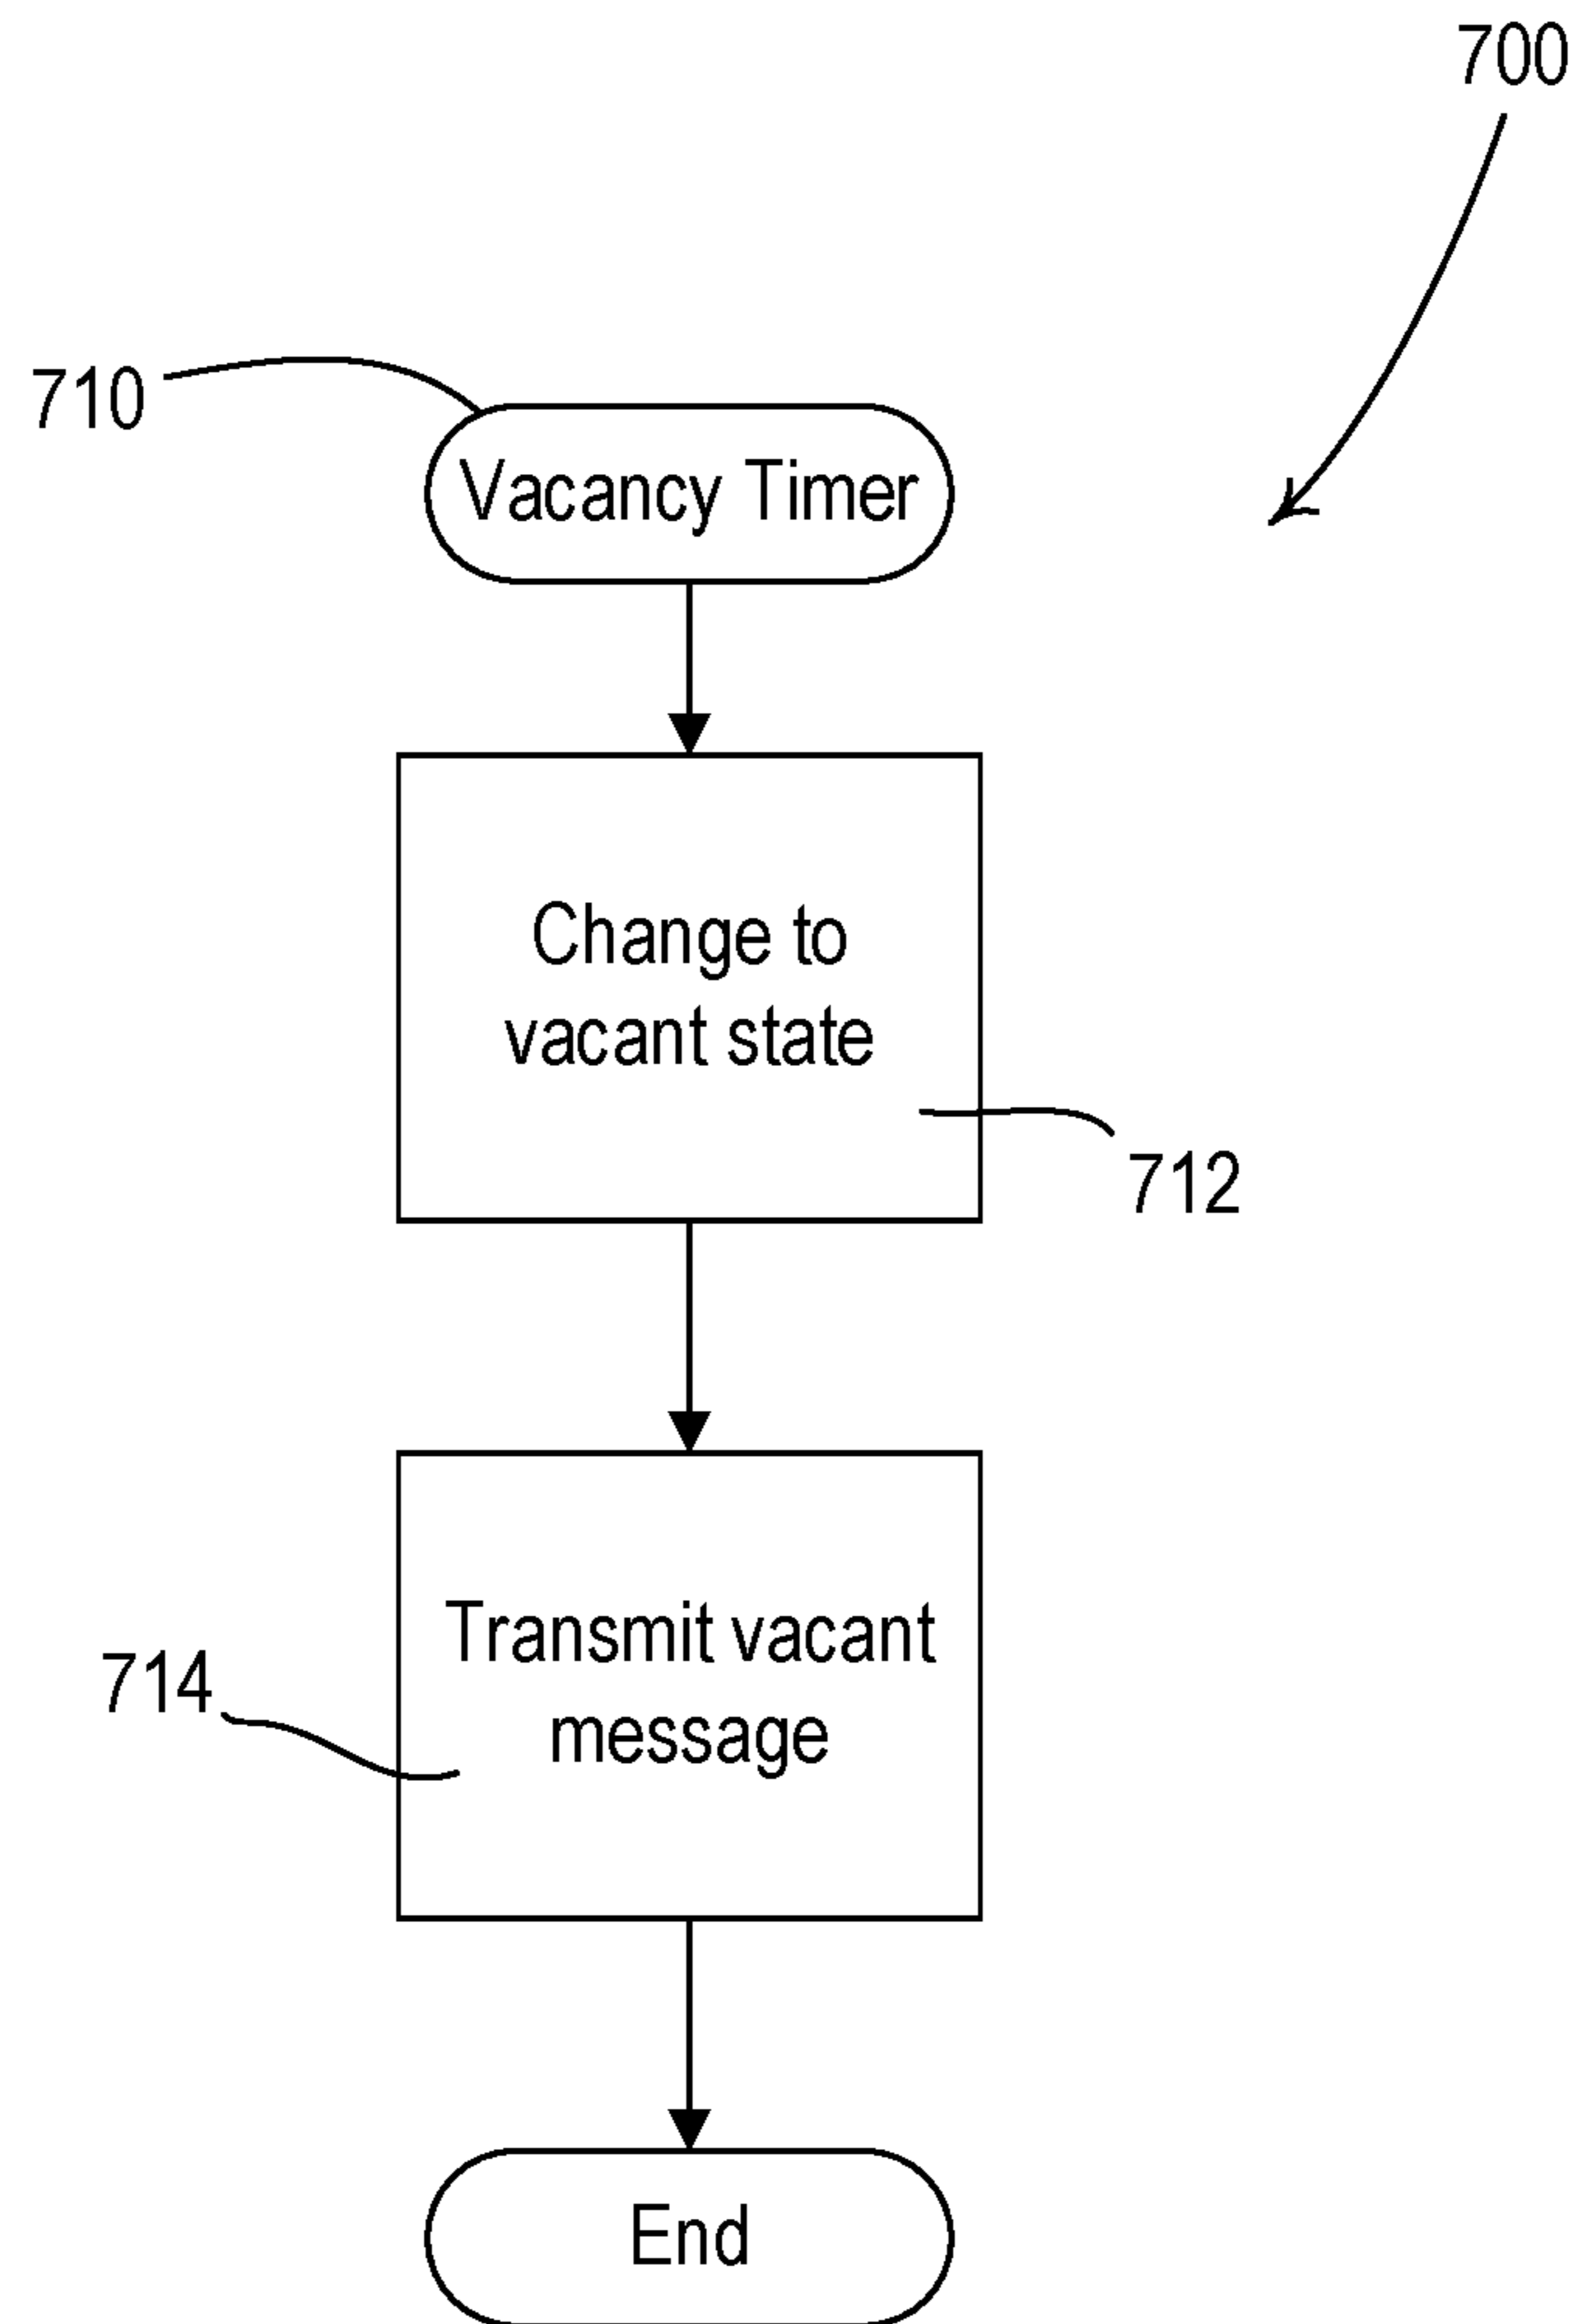 700
710
Vacancy Timer
Change to
vacant state
712
Transmit vacant
714
message
End